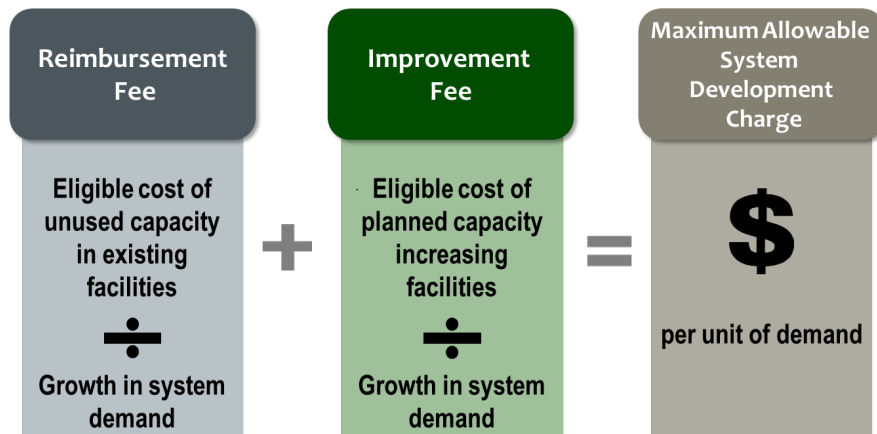 Reimbursement
Fee
Eligible cost of
unused capacity
in existing
facilities
÷
Growth in system
demand
+
Improvement
Fee
Eligible cost of
planned capacity
increasing
facilities
÷
Growth in system
demand
=
Maximum Allowable
System
Development
Charge
$
per unit of demand